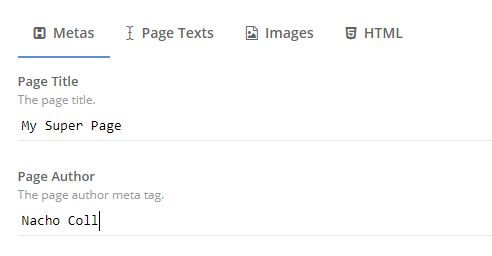 Metas Page Texts Images HTML
Page Title
The page title.
My Super Page
Page Author
The page author meta tag.
Nacho Coll